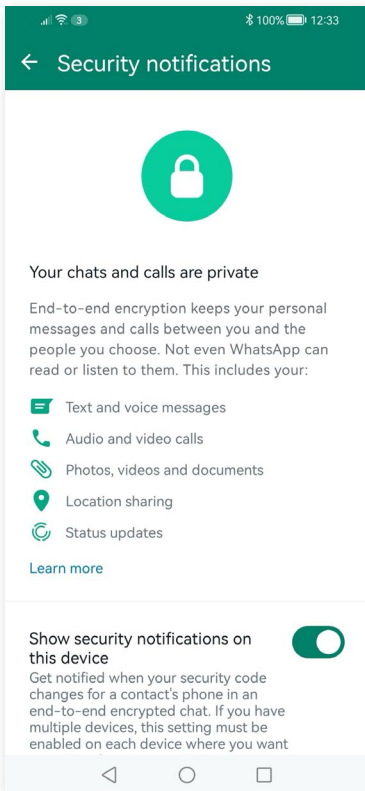 3 100% 12:33
Security notifications
Your chats and calls are private
End-to-end encryption keeps your personal
messages and calls between you and the
people you choose. Not even WhatsApp can
read or listen to them. This includes your:
Text and voice messages
Audio and video calls
Photos, videos and documents
Location sharing
Status updates
Learn more
Show security notifications on
this device
Get notified when your security code
changes for a contact's phone in an
end-to-end encrypted chat. If you have
multiple devices, this setting must be
enabled on each device where you want